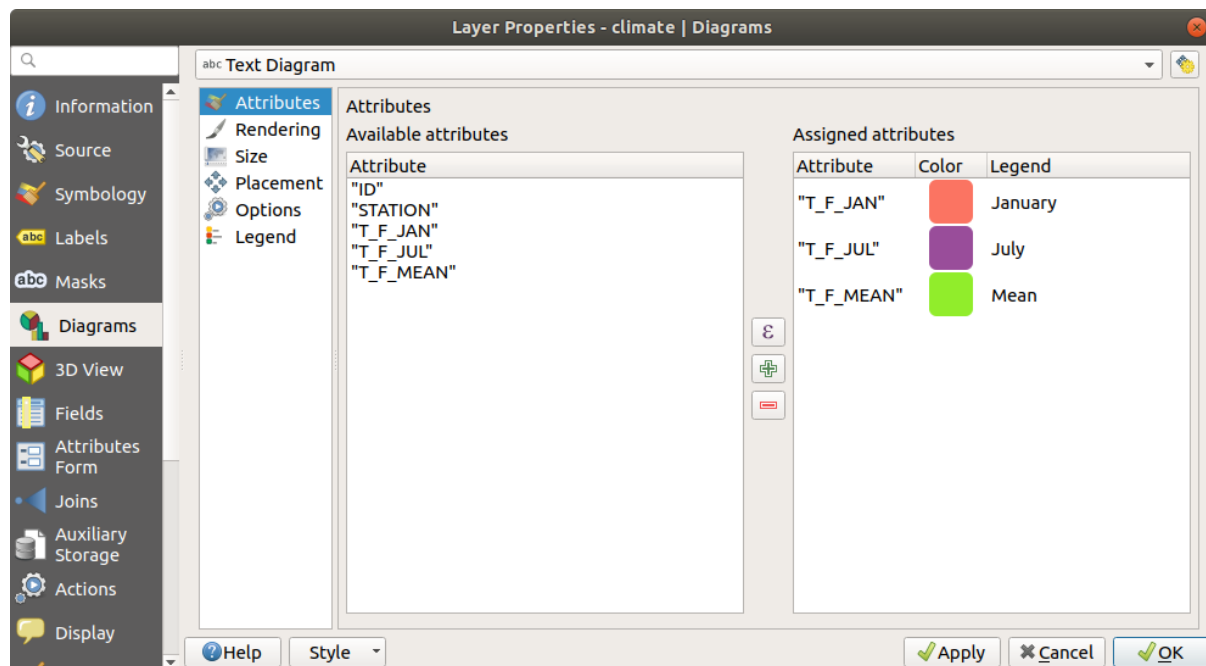 Layer Properties - climate | Diagrams
abc Text Diagram
Information
Source
Symbology
abc Labels
abc Masks
Diagrams
3D View
Fields
Attributes
Form
Joins
Auxiliary
Storage
Actions
Display
Attributes
Rendering
Size
Placement
Options
Legend
Attributes
Available attributes
Attribute
"ID"
"STATION"
"T_F_JAN"
"T_F_JUL"
"T_F_MEAN"
ε
Assigned attributes
Attribute Color Legend
"T_F_JAN" January
"T_F_JUL" July
"T_F_MEAN" Mean
Help Style Apply Cancel OK